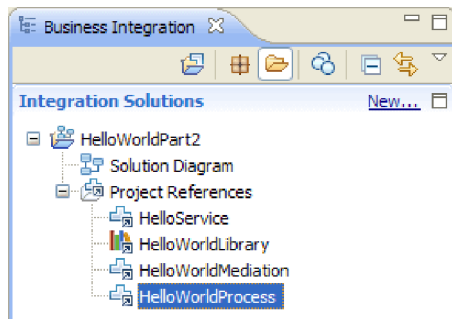 Business Integration
Integration Solutions New...
HelloWorldPart2
Solution Diagram
Project References
HelloService
HelloWorldLibrary
HelloWorldMediation
HelloWorldProcess